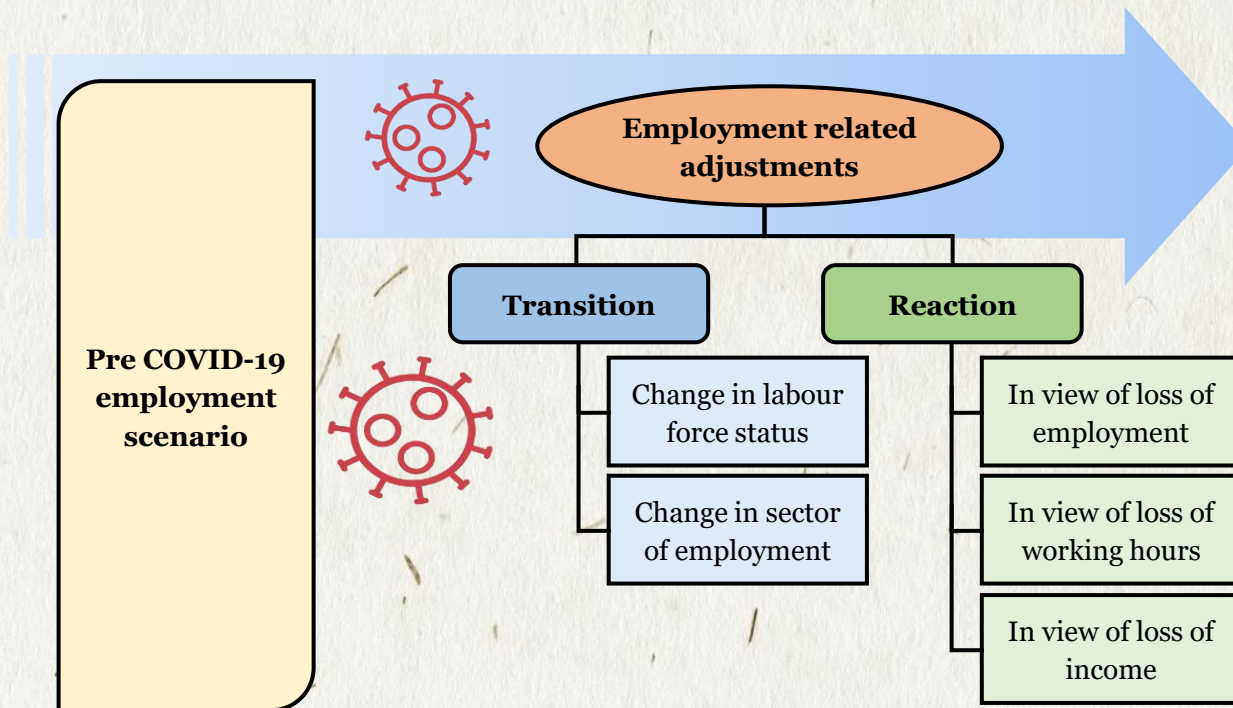 Pre COVID-19
employment
scenario
Employment related
adjustments
Transition
Change in labour
force status
Change in sector
of employment
Reaction
In view of loss of
employment
In view of loss of
working hours
In view of loss of
income